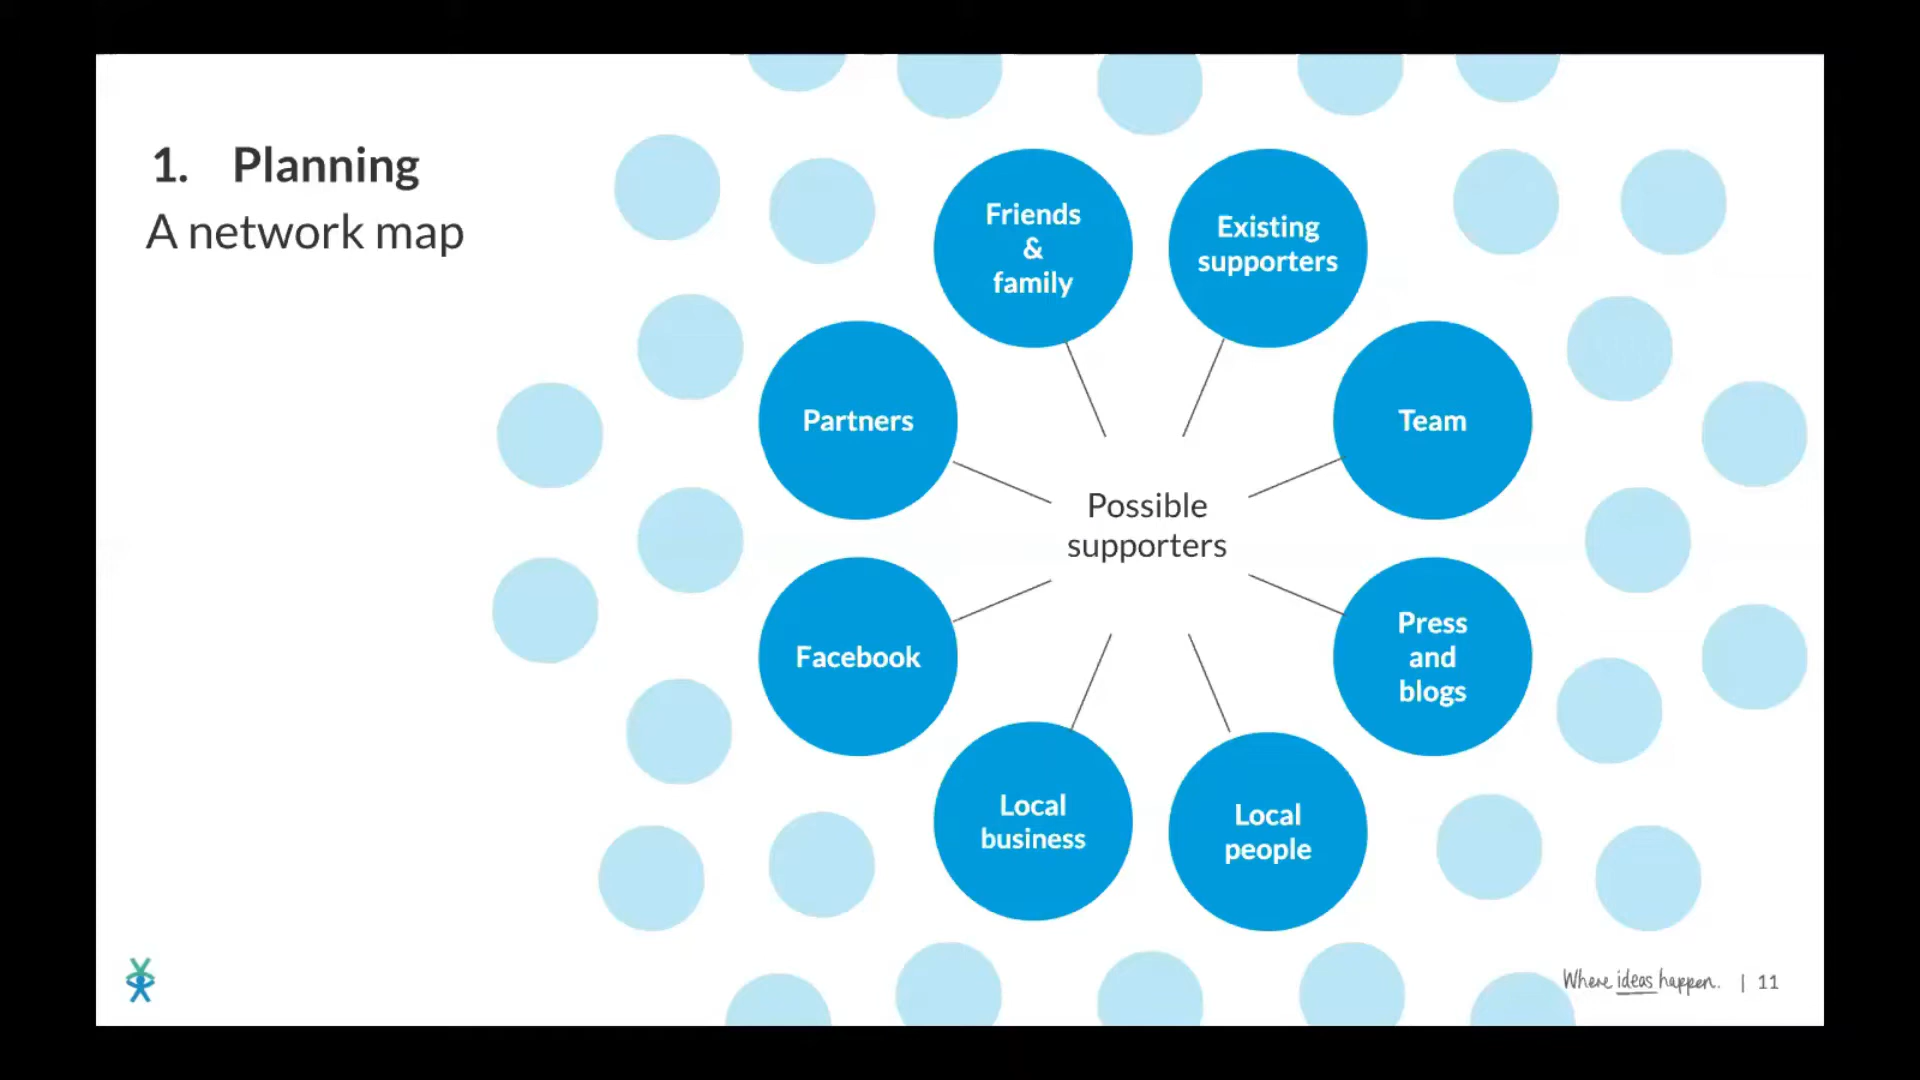 1. Planning
A network map
Friends
&
family
Existing
supporters
Partners
Team
Possible
supporters
Facebook
Press
and
blogs
Local
business
Local
people
Where ideas happen. | 11